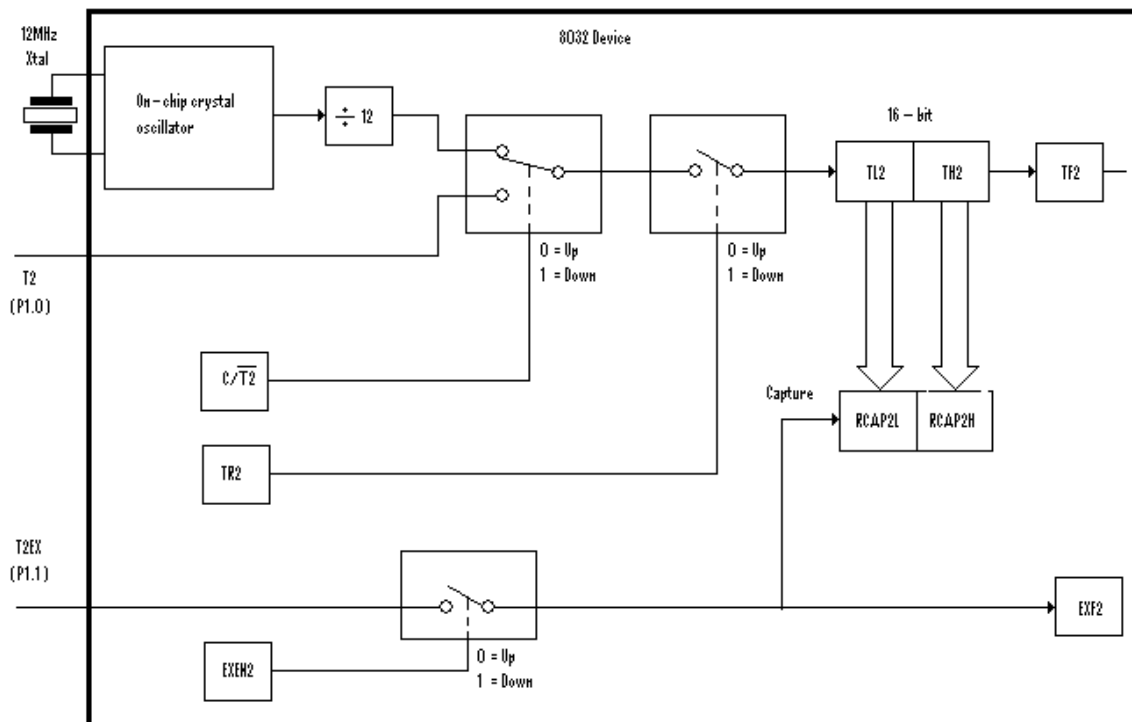 12MHz
Xtal
8032 Device
On-chip crystal
oscillator
÷ 12
16 - bit
TL2
TH2
TF2
0 = Up
1 = Down
0 = Up
1 = Down
T2
(P1.0)
C/T̅2̅
Capture
RCAP2L
RCAP2H
TR2
T2EX
(P1.1)
EXF2
EXEN2
0 = Up
1 = Down